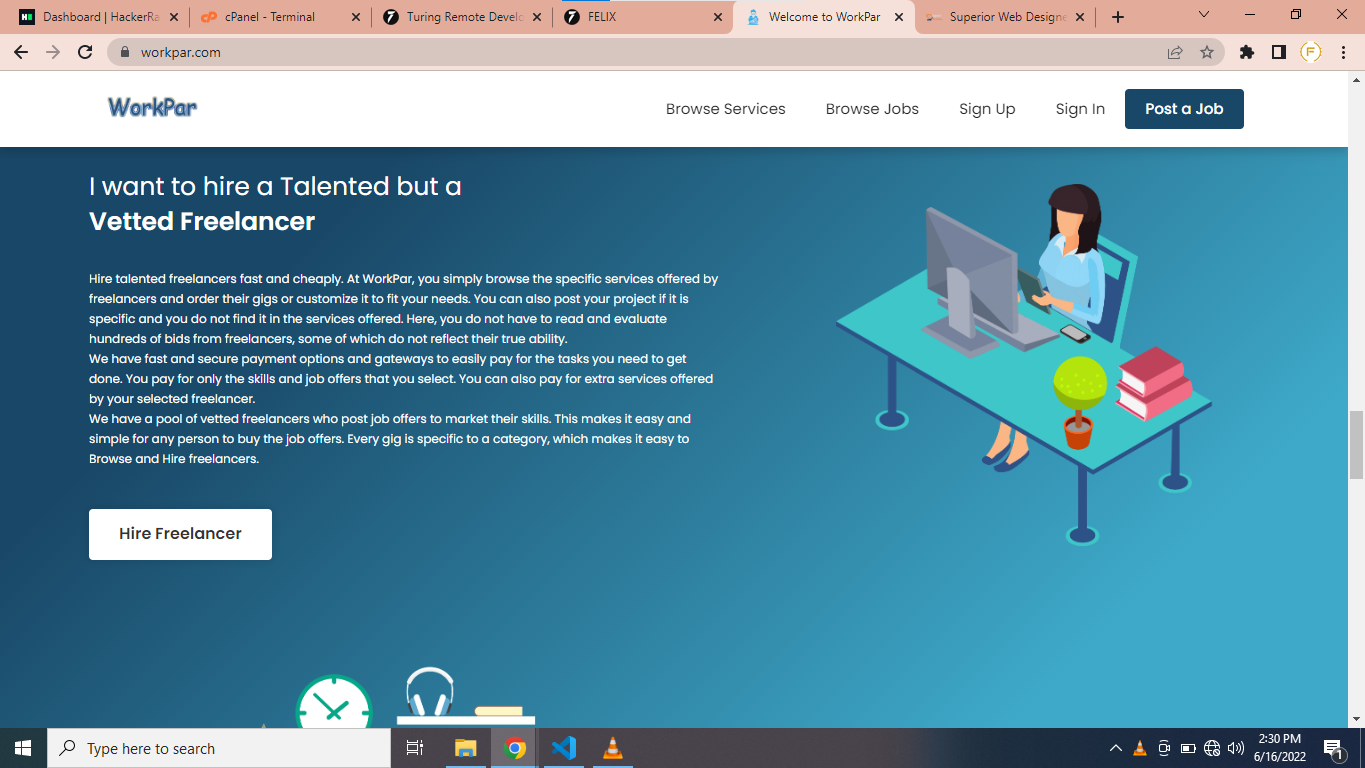 Dashboard | HackerRa
cPanel - Terminal
Turing Remote Develo
FELIX
Welcome to WorkPar
Superior Web Designe
workpar.com
F
WorkPar
Browse Services
Browse Jobs
Sign Up
Sign In
Post a Job
I want to hire a Talented but a
Vetted Freelancer
Hire talented freelancers fast and cheaply. At WorkPar, you simply browse the specific services offered by
freelancers and order their gigs or customize it to fit your needs. You can also post your project if it is
specific and you do not find it in the services offered. Here, you do not have to read and evaluate
hundreds of bids from freelancers, some of which do not reflect their true ability.
We have fast and secure payment options and gateways to easily pay for the tasks you need to get
done. You pay for only the skills and job offers that you select. You can also pay for extra services offered
by your selected freelancer.
We have a pool of vetted freelancers who post job offers to market their skills. This makes it easy and
simple for any person to buy the job offers. Every gig is specific to a category, which makes it easy to
Browse and Hire freelancers.
Hire Freelancer
Type here to search
2:30 PM
6/16/2022
1